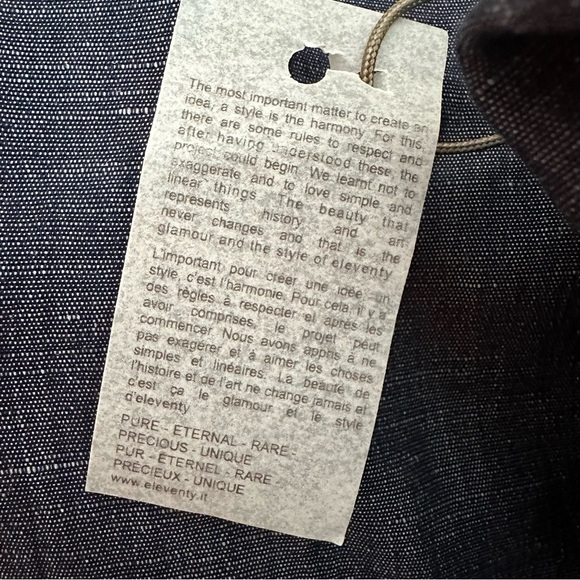 The most important matter to create an
idea, a style is the harmony. For this,
there are some rules to respect and
after having understood these, the
project could begin. We learnt not to
exaggerate and to love simple and
linear things. The beauty that
represents history and art
never changes and that is the
glamour and the style of eleventy
L'important pour créer une idée, un
style, c'est l'harmonie. Pour cela, il y a
des règles à respecter et après les
avoir comprises, le projet peut
commencer. Nous avons appris à ne
pas exagérer et à aimer les choses
simples et linéaires. La beauté de
l'histoire et de l'art ne change jamais et
c'est ça le glamour et le style
d'eleventy
PURE - ETERNAL - RARE -
PRECIOUS - UNIQUE
PUR - ÉTERNEL - RARE -
PRÉCIEUX - UNIQUE
www.eleventy.it